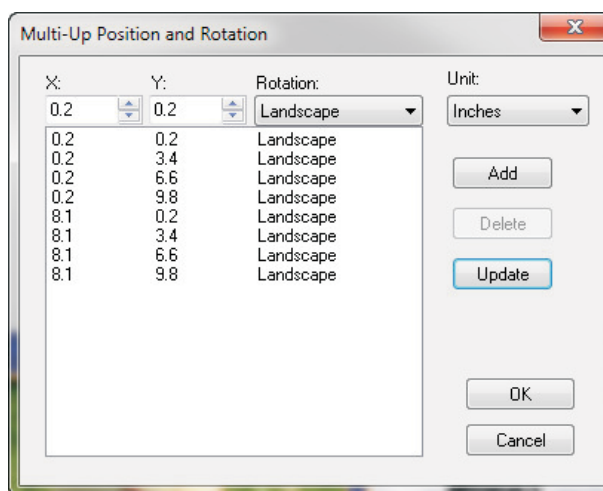 Multi-Up Position and Rotation
X: Y: Rotation: Unit:
0.2 0.2 Landscape Inches
0.2 0.2 Landscape
0.2 3.4 Landscape
0.2 6.6 Landscape
0.2 9.8 Landscape
8.1 0.2 Landscape
8.1 3.4 Landscape
8.1 6.6 Landscape
8.1 9.8 Landscape
Add
Delete
Update
OK
Cancel